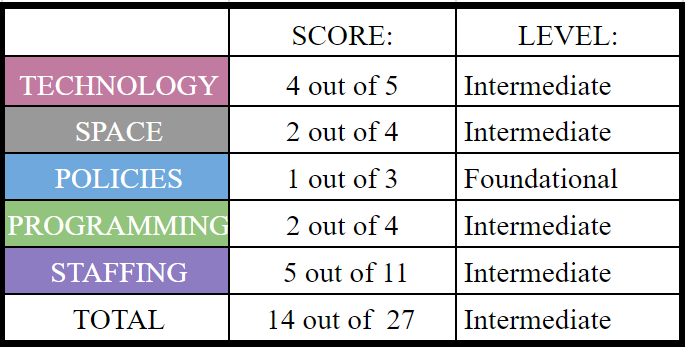 SCORE: LEVEL:
TECHNOLOGY 4 out of 5 Intermediate
SPACE 2 out of 4 Intermediate
POLICIES 1 out of 3 Foundational
PROGRAMMING 2 out of 4 Intermediate
STAFFING 5 out of 11 Intermediate
TOTAL 14 out of 27 Intermediate